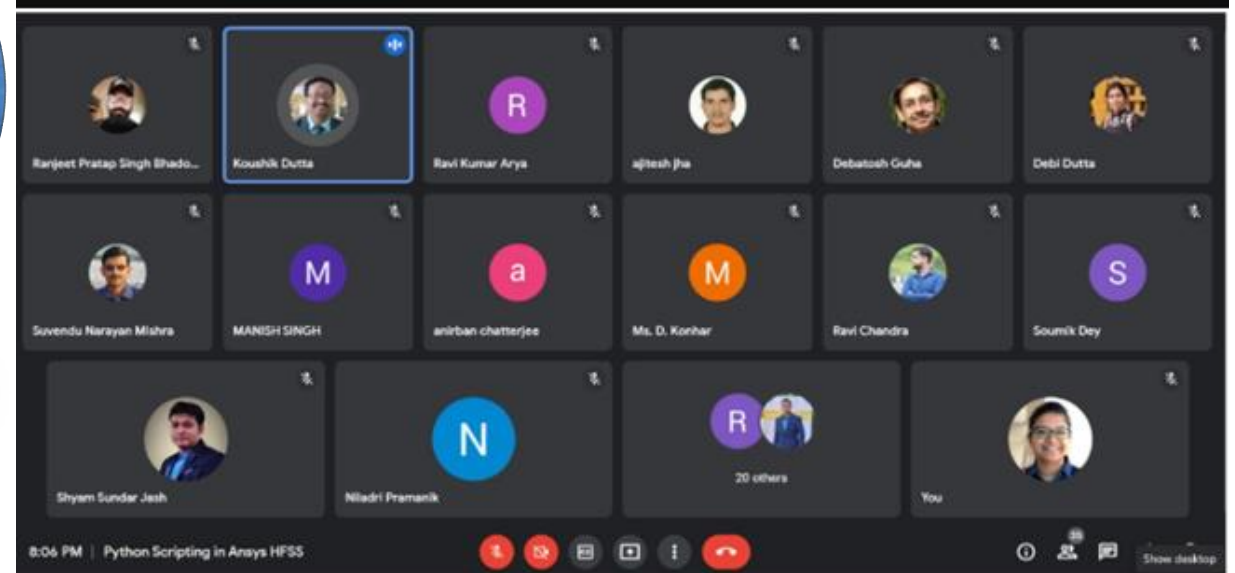 R
Ranjeet Pratap Singh Bhado...
Koushik Dutta
Ravi Kumar Arya
ajitesh jha
Debatosh Guha
Debi Dutta
M
a
M
S
Suvendu Narayan Mishra
MANISH SINGH
anirban chatterjee
Ms. D. Konhar
Ravi Chandra
Soumik Dey
N
R
20 others
Shyam Sundar Jash
Niladri Pramanik
You
8:06 PM | Python Scripting in Ansys HFSS
35
Show desktop